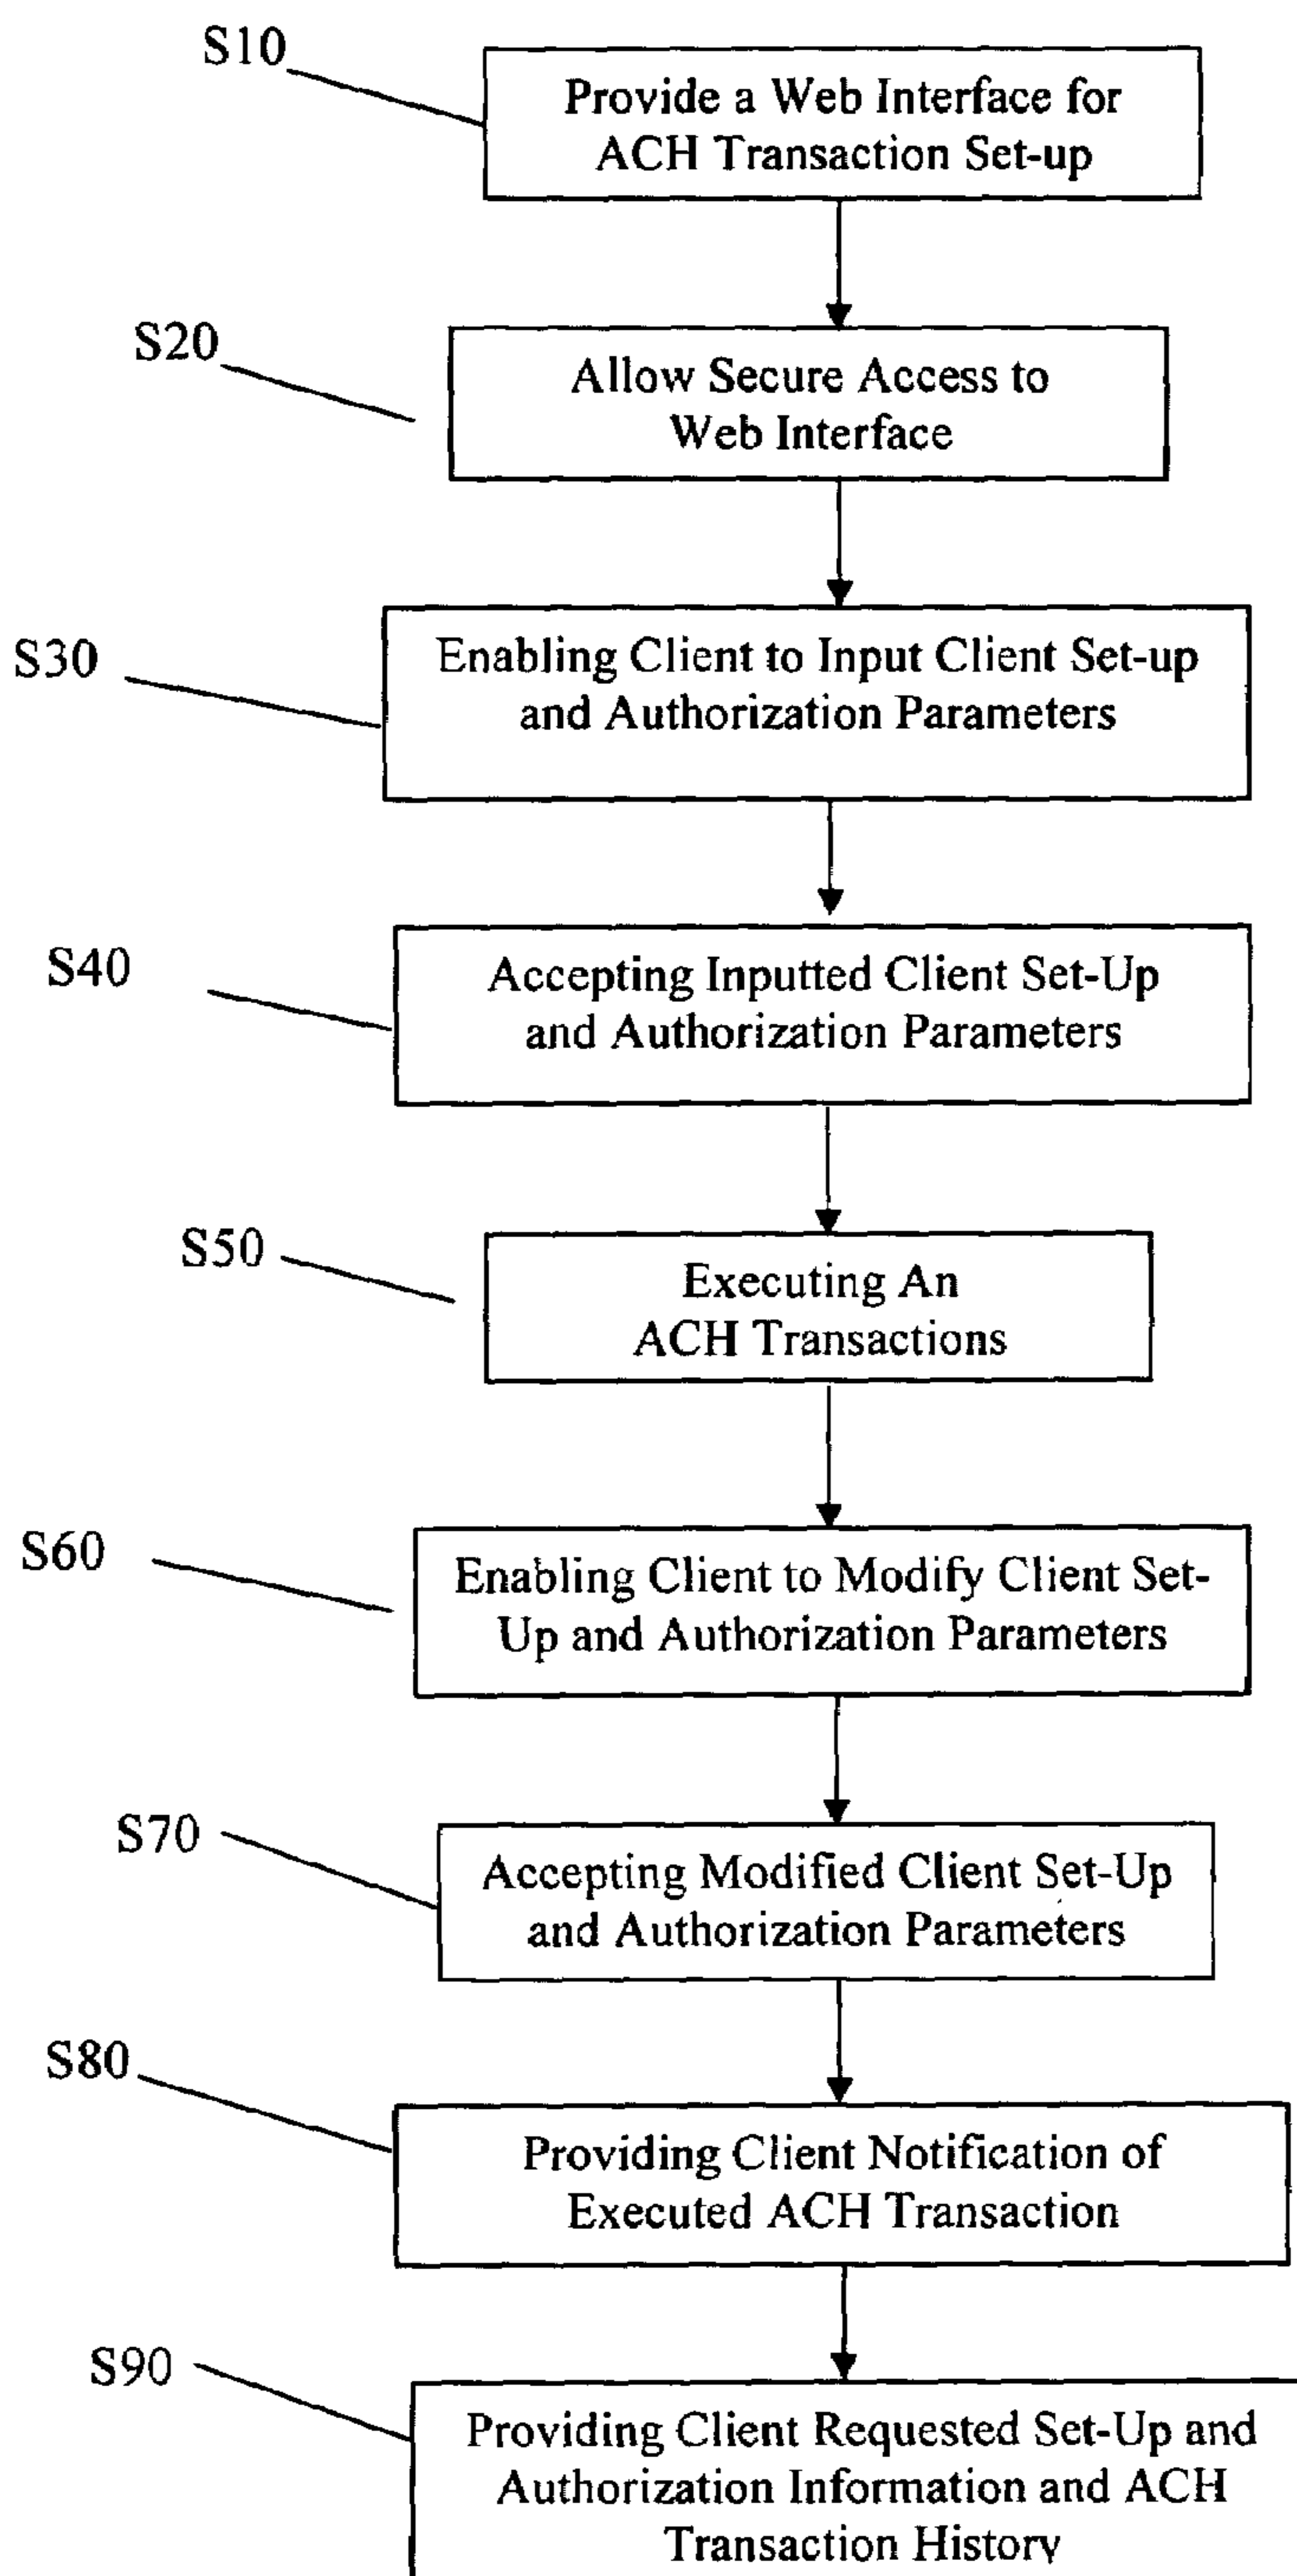 S10
Provide a Web Interface for
ACH Transaction Set-up
S20
Allow Secure Access to
Web Interface
S30
Enabling Client to Input Client Set-up
and Authorization Parameters
S40
Accepting Inputted Client Set-Up
and Authorization Parameters
S50
Executing An
ACH Transactions
S60
Enabling Client to Modify Client Set-
Up and Authorization Parameters
S70
Accepting Modified Client Set-Up
and Authorization Parameters
S80
Providing Client Notification of
Executed ACH Transaction
S90
Providing Client Requested Set-Up and
Authorization Information and ACH
Transaction History